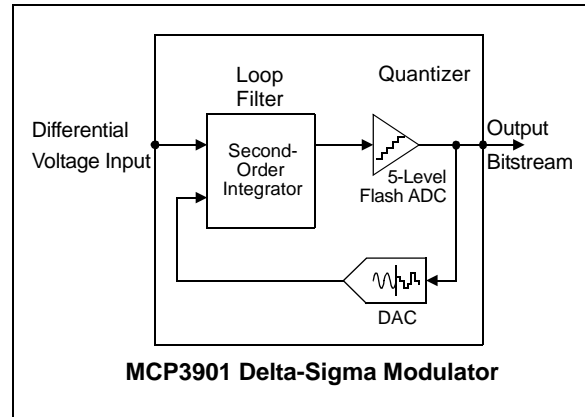 Loop
Filter
Quantizer
Differential
Voltage Input
Second-
Order
Integrator
5-Level
Flash ADC
Output
Bitstream
DAC
MCP3901 Delta-Sigma Modulator